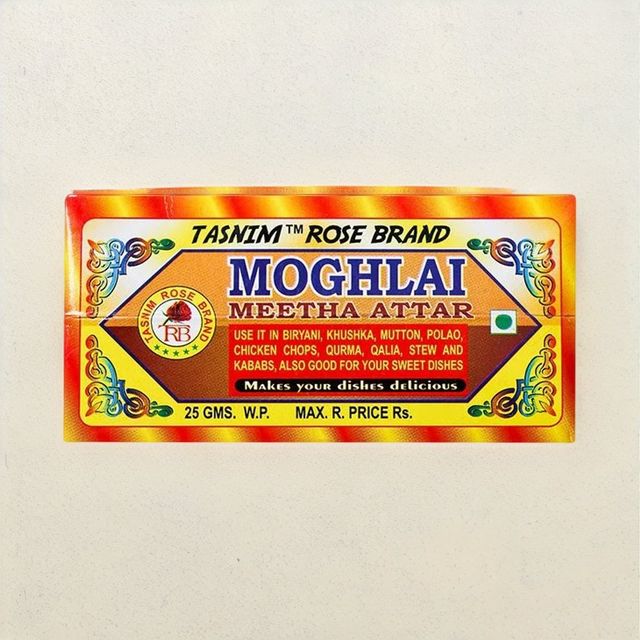 TASNIM™ ROSE BRAND
MOGHLAI
MEETHA ATTAR
TASNIM ROSE BRAND
RB
USE IT IN BIRYANI, KHUSHKA, MUTTON, POLAO,
CHICKEN CHOPS, QURMA, QALIA, STEW AND
KABABS, ALSO GOOD FOR YOUR SWEET DISHES
Makes your dishes delicious
25 GMS. W.P. MAX. R. PRICE Rs.